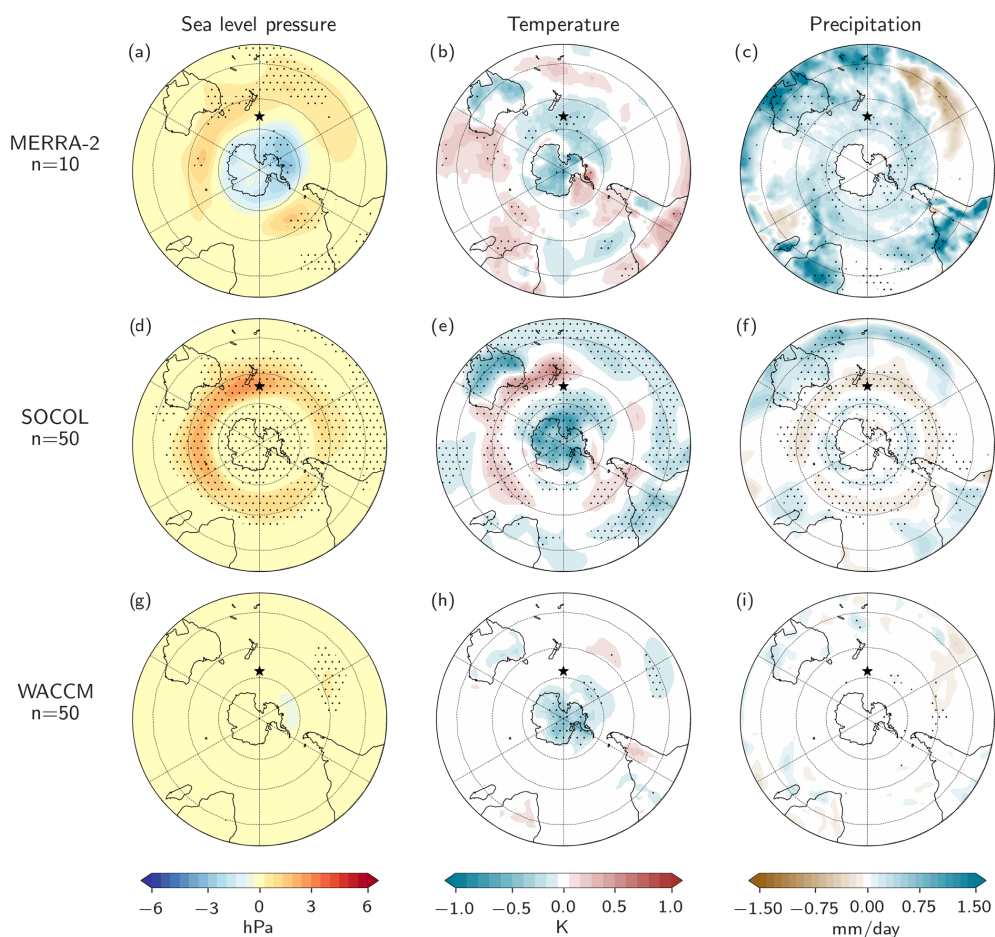 Sea level pressure
Temperature
Precipitation
(a)
(b)
(c)
MERRA-2
n=10
(d)
(e)
(f)
SOCOL
n=50
(g)
(h)
(i)
WACCM
n=50
−6 −3 0 3 6
hPa
−1.0 −0.5 0.0 0.5 1.0
K
−1.50 −0.75 0.00 0.75 1.50
mm/day